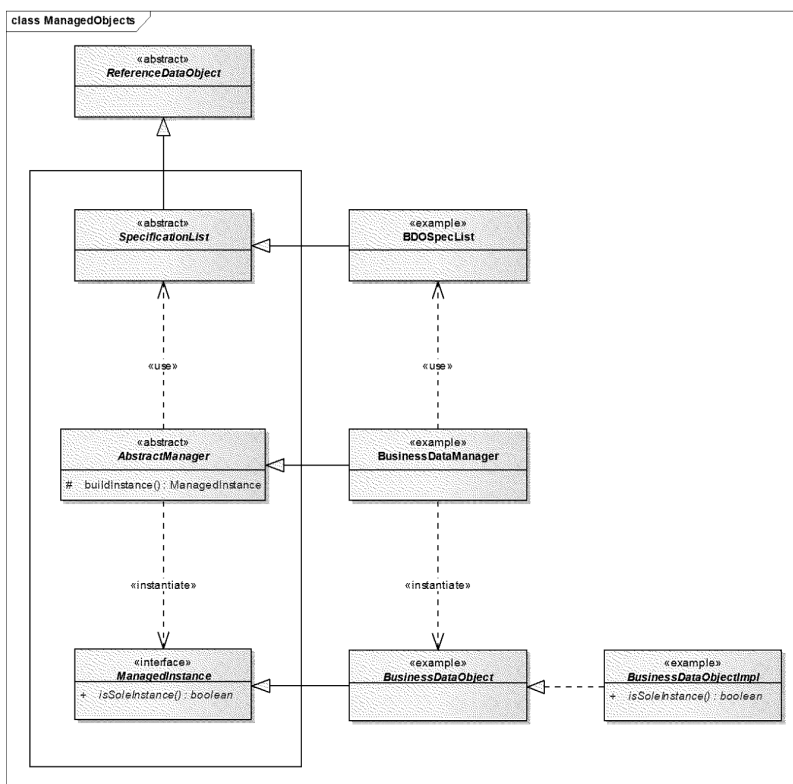 class ManagedObjects
«abstract»
ReferenceDataObject
«abstract»
SpecificationList
«example»
BDOSpecList
«use»
«use»
«abstract»
AbstractManager
# buildInstance() : ManagedInstance
«example»
BusinessDataManager
«instantiate»
«instantiate»
«interface»
ManagedInstance
+ isSoleInstance() : boolean
«example»
BusinessDataObject
«example»
BusinessDataObjectImpl
+ isSoleInstance() : boolean